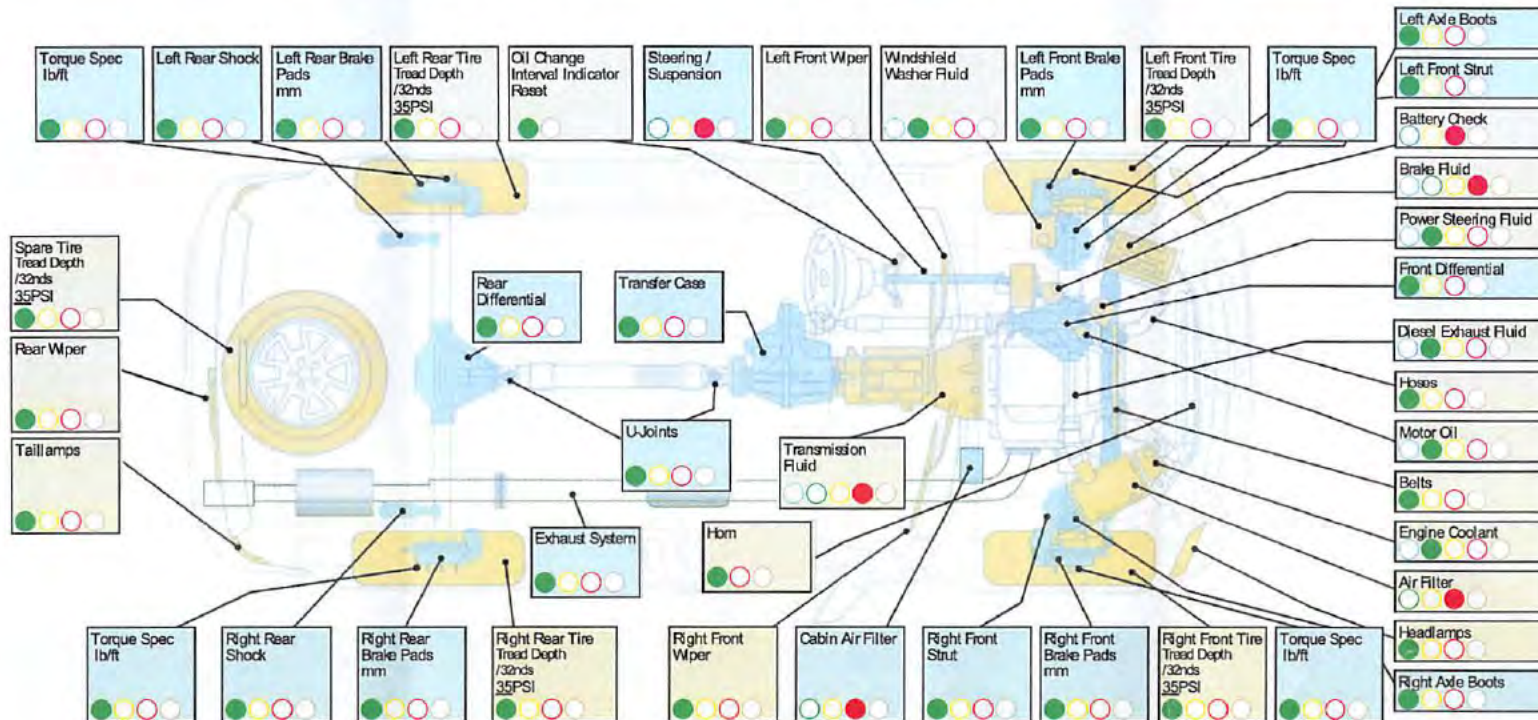 Torque Spec
lb/ft
Left Rear Shock
Left Rear Brake
Pads
mm
Left Rear Tire
Tread Depth
/32nds
35PSI
Oil Change
Interval Indicator
Reset
Steering /
Suspension
Left Front Wiper
Windshield
Washer Fluid
Left Front Brake
Pads
mm
Left Front Tire
Tread Depth
/32nds
35PSI
Torque Spec
lb/ft
Left Axle Boots
Left Front Strut
Battery Check
Brake Fluid
Power Steering Fluid
Front Differential
Diesel Exhaust Fluid
Hoses
Motor Oil
Belts
Engine Coolant
Air Filter
Headlamps
Right Axle Boots
Spare Tire
Tread Depth
/32nds
35PSI
Rear Wiper
Taillamps
Rear
Differential
Transfer Case
U-Joints
Transmission
Fluid
Exhaust System
Horn
Torque Spec
lb/ft
Right Rear
Shock
Right Rear
Brake Pads
mm
Right Rear Tire
Tread Depth
/32nds
35PSI
Right Front
Wiper
Cabin Air Filter
Right Front
Strut
Right Front
Brake Pads
mm
Right Front Tire
Tread Depth
/32nds
35PSI
Torque Spec
lb/ft